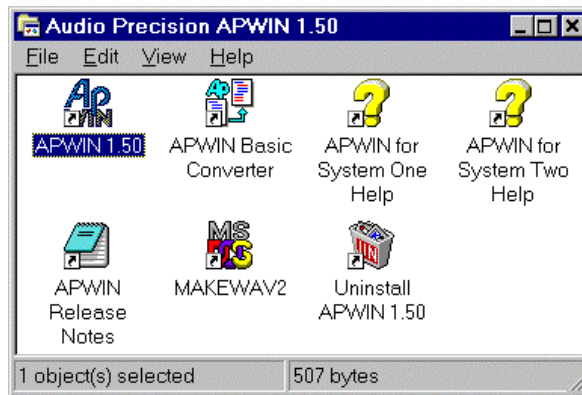 Audio Precision APWIN 1.50
File Edit View Help
APWIN 1.50
APWIN Basic
Converter
APWIN for
System One
Help
APWIN for
System Two
Help
APWIN
Release
Notes
MAKEWAV2
Uninstall
APWIN 1.50
1 object(s) selected
507 bytes